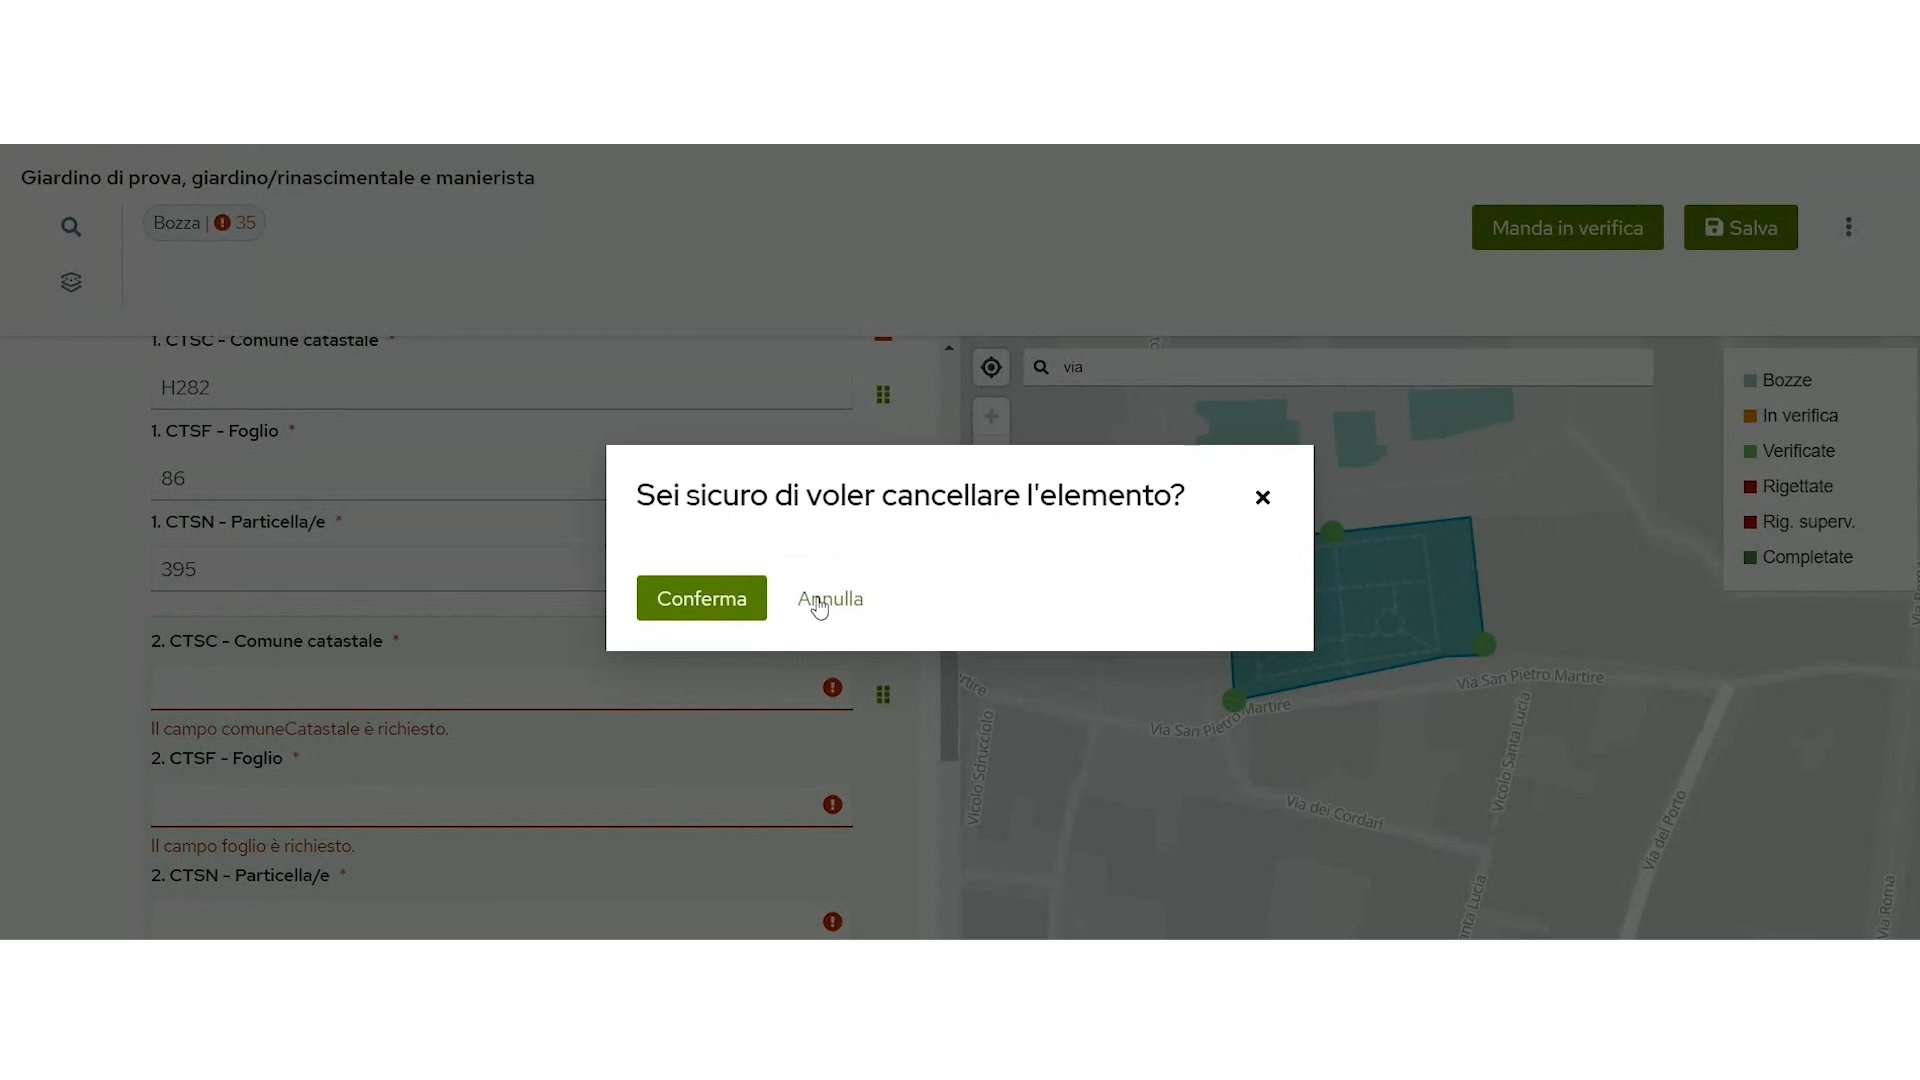 Giardino di prova, giardino/rinascimentale e manierista
Bozza | 35
Manda in verifica
Salva
1. CTSC - Comune catastale *
H282
1. CTSF - Foglio *
86
1. CTSN - Particella/e *
395
2. CTSC - Comune catastale *
Il campo comuneCatastale è richiesto.
2. CTSF - Foglio *
Il campo foglio è richiesto.
2. CTSN - Particella/e *
Sei sicuro di voler cancellare l'elemento?
×
Conferma
Annulla
via
+
Bozze
In verifica
Verificate
Rigettate
Rig. superv.
Completate
Via San Pietro Martire
Via San Pietro Martire
Vicolo Sdrucciolo
Via dei Cordari
Vicolo Santa Lucia
Via del Porto
Via Roma